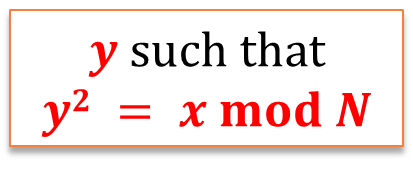 y such that
y² = x mod N